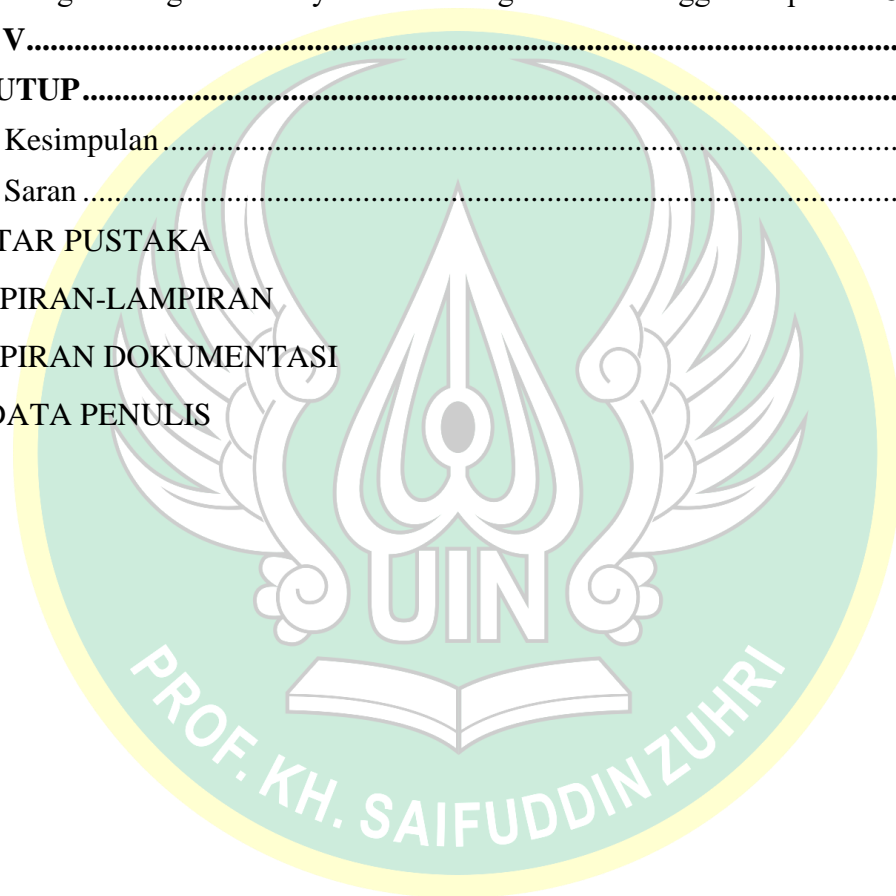 V
UTUP
Kesimpulan
Saran
TAR PUSTAKA
PIRAN-LAMPIRAN
PIRAN DOKUMENTASI
DATA PENULIS
UIN
PROF. KH. SAIFUDDIN ZUHRI